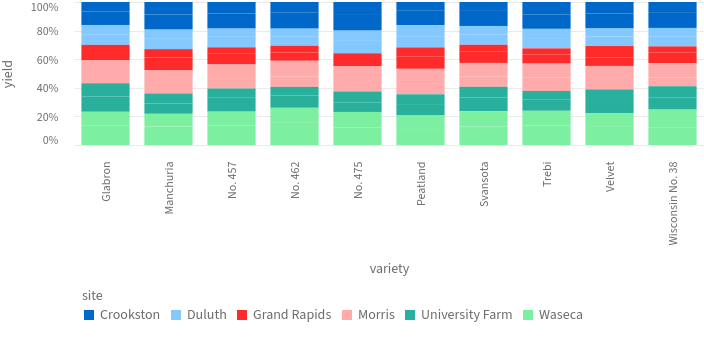 100%
80%
60%
40%
20%
0%
yield
Glabron
Manchuria
No. 457
No. 462
No. 475
Peatland
Svansota
Trebi
Velvet
Wisconsin No. 38
variety
site
Crookston Duluth Grand Rapids Morris University Farm Waseca